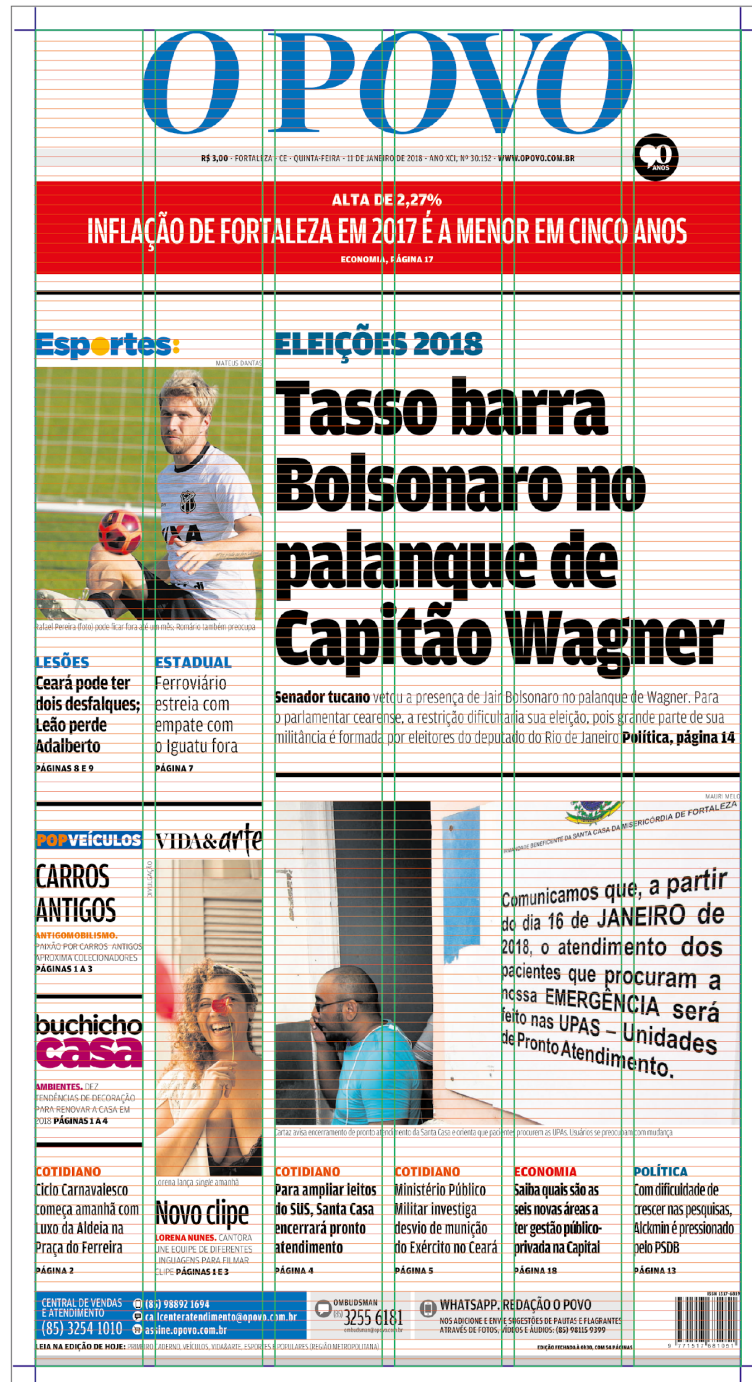 O POVO
R$ 3,00 - FORTALEZA - CE - QUINTA-FEIRA - 11 DE JANEIRO DE 2018 - ANO XCI, Nº 30.152 - WWW.OPOVO.COM.BR
90
ANOS
ALTA DE 2,27%
INFLAÇÃO DE FORTALEZA EM 2017 É A MENOR EM CINCO ANOS
ECONOMIA, PÁGINA 17
Esportes:
MATEUS DANTAS
CAIXA
Rafael Pereira (foto) pode ficar fora até um mês; Romário também preocupa
LESÕES
Ceará pode ter
dois desfalques;
Leão perde
Adalberto
PÁGINAS 8 E 9
ESTADUAL
Ferroviário
estreia com
empate com
o Iguatu fora
PÁGINA 7
ELEIÇÕES 2018
Tasso barra
Bolsonaro no
palanque de
Capitão Wagner
Senador tucano vetou a presença de Jair Bolsonaro no palanque de Wagner. Para
o parlamentar cearense, a restrição dificultaria sua eleição, pois grande parte de sua
militância é formada por eleitores do deputado do Rio de Janeiro Política, página 14
POPVEÍCULOS
CARROS
ANTIGOS
ANTIGOMOBILISMO.
PAIXÃO POR CARROS ANTIGOS
APROXIMA COLECIONADORES
PÁGINAS 1 A 3
buchicho
casa
AMBIENTES. DEZ
TENDÊNCIAS DE DECORAÇÃO
PARA RENOVAR A CASA EM
2018 PÁGINAS 1 A 4
VIDA&arte
DIVULGAÇÃO
Lorena lança single amanhã
Novo clipe
LORENA NUNES. CANTORA
UNE EQUIPE DE DIFERENTES
LINGUAGENS PARA FILMAR
CLIPE PÁGINAS 1 E 3
MAURI MELO
IRMANDADE BENEFICENTE DA SANTA CASA DA MISERICÓRDIA DE FORTALEZA
Comunicamos que, a partir
do dia 16 de JANEIRO de
2018, o atendimento dos
pacientes que procuram a
nossa EMERGÊNCIA será
feito nas UPAS – Unidades
de Pronto Atendimento.
Cartaz avisa encerramento de pronto atendimento da Santa Casa e orienta que pacientes procurem as UPAs. Usuários se preocupam com mudança
COTIDIANO
Ciclo Carnavalesco
começa amanhã com
Luxo da Aldeia na
Praça do Ferreira
PÁGINA 2
COTIDIANO
Para ampliar leitos
do SUS, Santa Casa
encerrará pronto
atendimento
PÁGINA 4
COTIDIANO
Ministério Público
Militar investiga
desvio de munição
do Exército no Ceará
PÁGINA 5
ECONOMIA
Saiba quais são as
seis novas áreas a
ter gestão público-
privada na Capital
PÁGINA 18
POLÍTICA
Com dificuldade de
crescer nas pesquisas,
Alckmin é pressionado
pelo PSDB
PÁGINA 13
CENTRAL DE VENDAS
E ATENDIMENTO
(85) 3254 1010
(85) 98892 1694
callcenteratendimento@opovo.com.br
assine.opovo.com.br
OMBUDSMAN
(85) 3255 6181
ombudsman@opovo.com.br
WHATSAPP. REDAÇÃO O POVO
NOS ADICIONE E ENVIE SUGESTÕES DE PAUTAS E FLAGRANTES
ATRAVÉS DE FOTOS, VÍDEOS E ÁUDIOS: (85) 98115 9399
LEIA NA EDIÇÃO DE HOJE: PRIMEIRO CADERNO, VEÍCULOS, VIDA&ARTE, ESPORTES E POPULARES (REGIÃO METROPOLITANA)